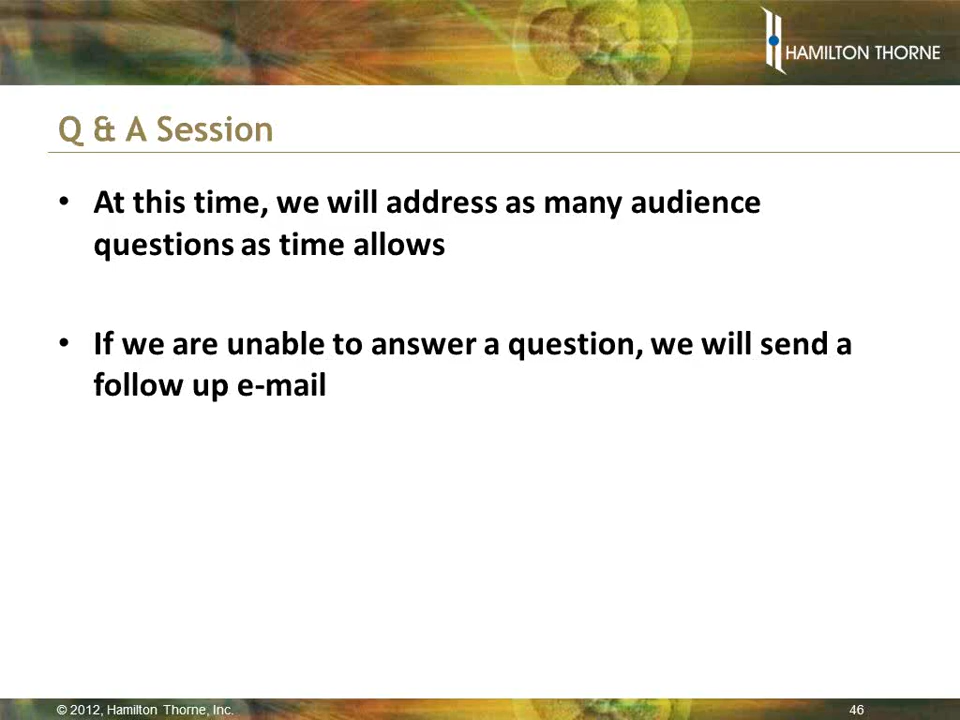 HAMILTON THORNE
Q & A Session
• At this time, we will address as many audience
questions as time allows
• If we are unable to answer a question, we will send a
follow up e-mail
© 2012, Hamilton Thorne, Inc.
46